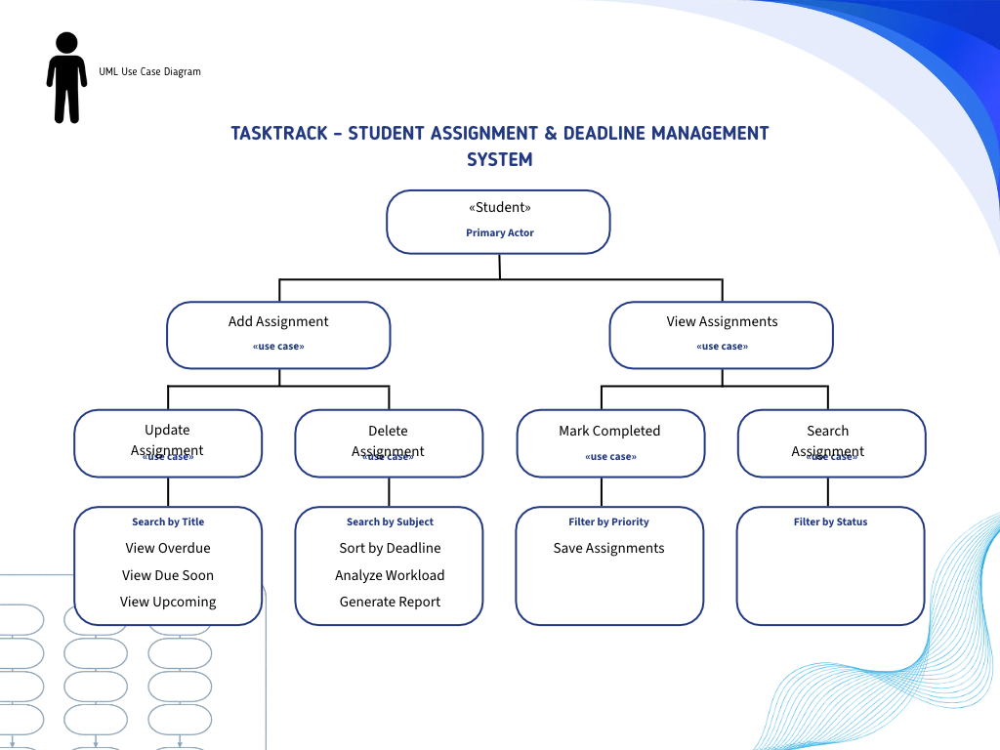 UML Use Case Diagram
TASKTRACK – STUDENT ASSIGNMENT & DEADLINE MANAGEMENT
SYSTEM
«Student»
Primary Actor
Add Assignment
«use case»
View Assignments
«use case»
Update
Assignment
«use case»
Delete
Assignment
«use case»
Mark Completed
«use case»
Search
Assignment
«use case»
Search by Title
View Overdue
View Due Soon
View Upcoming
Search by Subject
Sort by Deadline
Analyze Workload
Generate Report
Filter by Priority
Save Assignments
Filter by Status